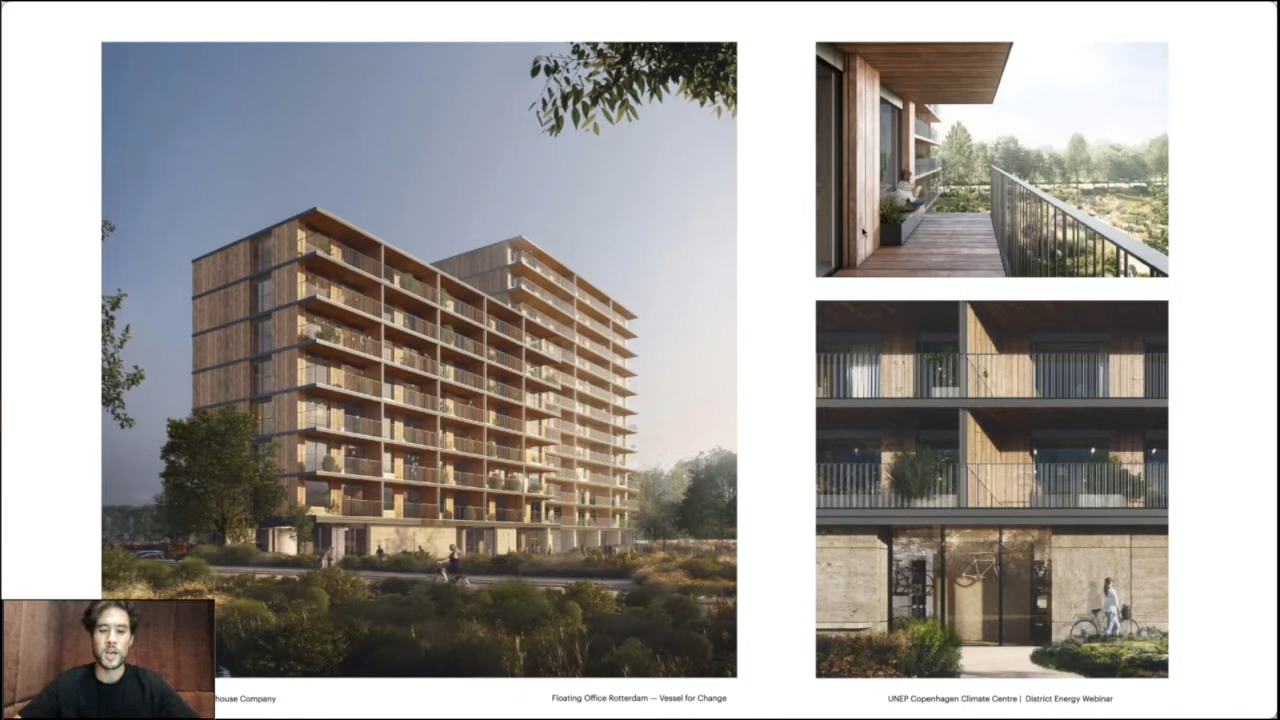 house Company
Floating Office Rotterdam — Vessel for Change
UNEP Copenhagen Climate Centre | District Energy Webinar